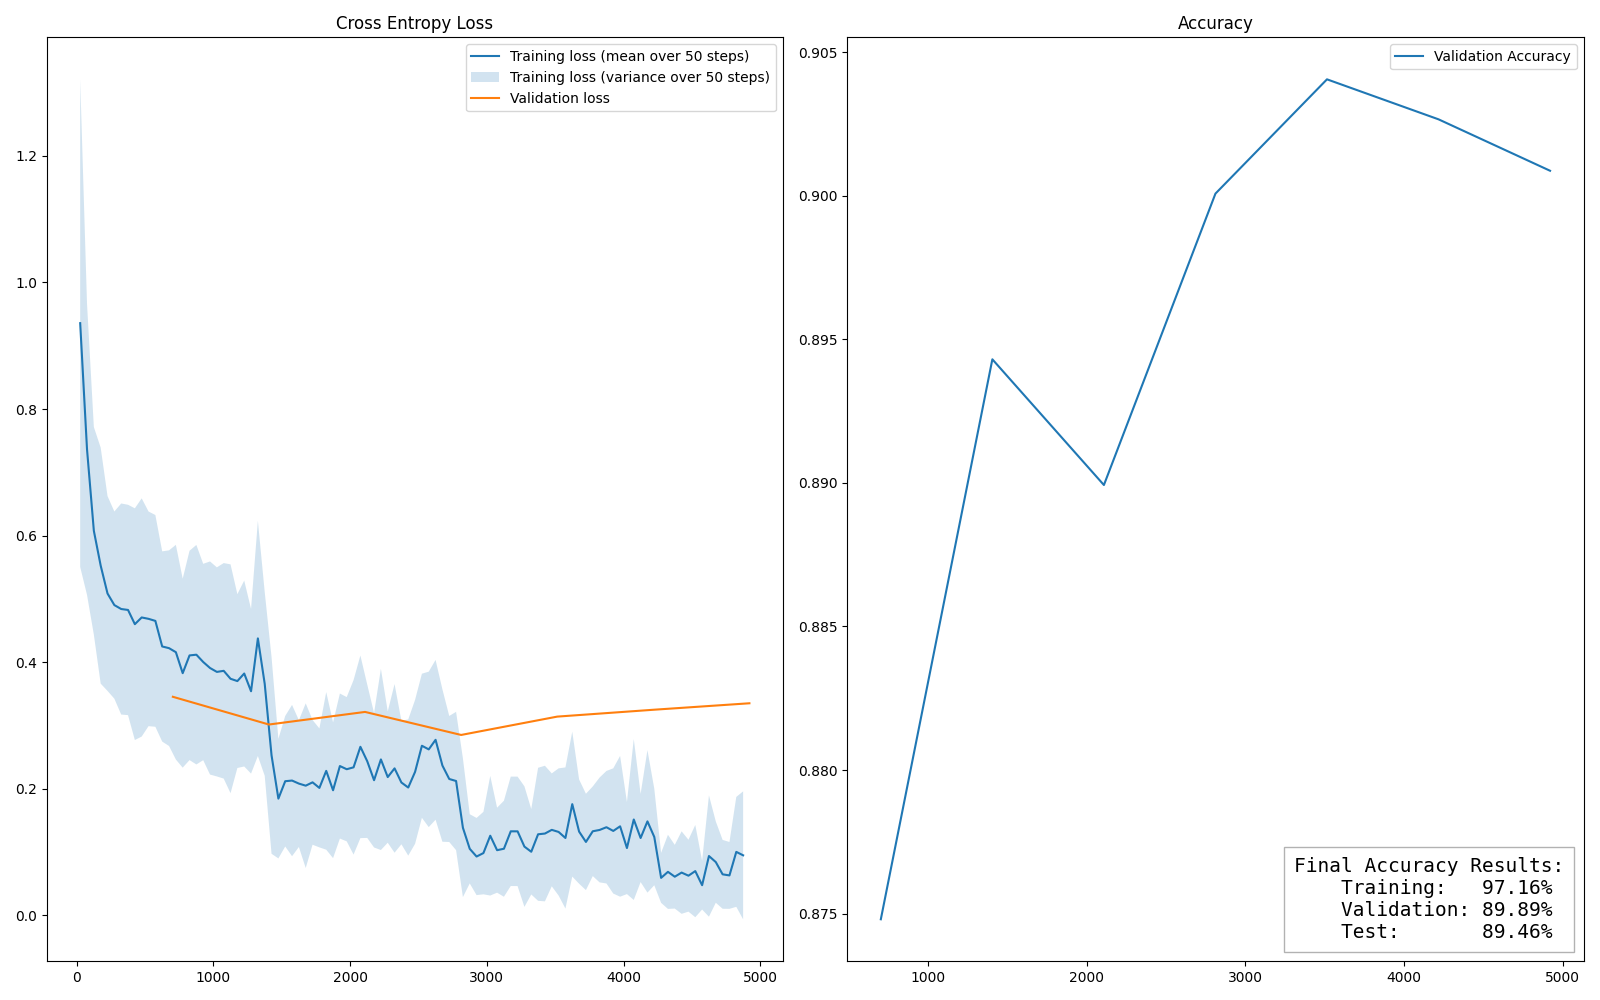 Cross Entropy Loss
Training loss (mean over 50 steps)
Training loss (variance over 50 steps)
Validation loss
1.2
1.0
0.8
0.6
0.4
0.2
0.0
0
1000
2000
3000
4000
5000
Accuracy
Validation Accuracy
0.905
0.900
0.895
0.890
0.885
0.880
0.875
Final Accuracy Results:
Training: 97.16%
Validation: 89.89%
Test: 89.46%
1000
2000
3000
4000
5000